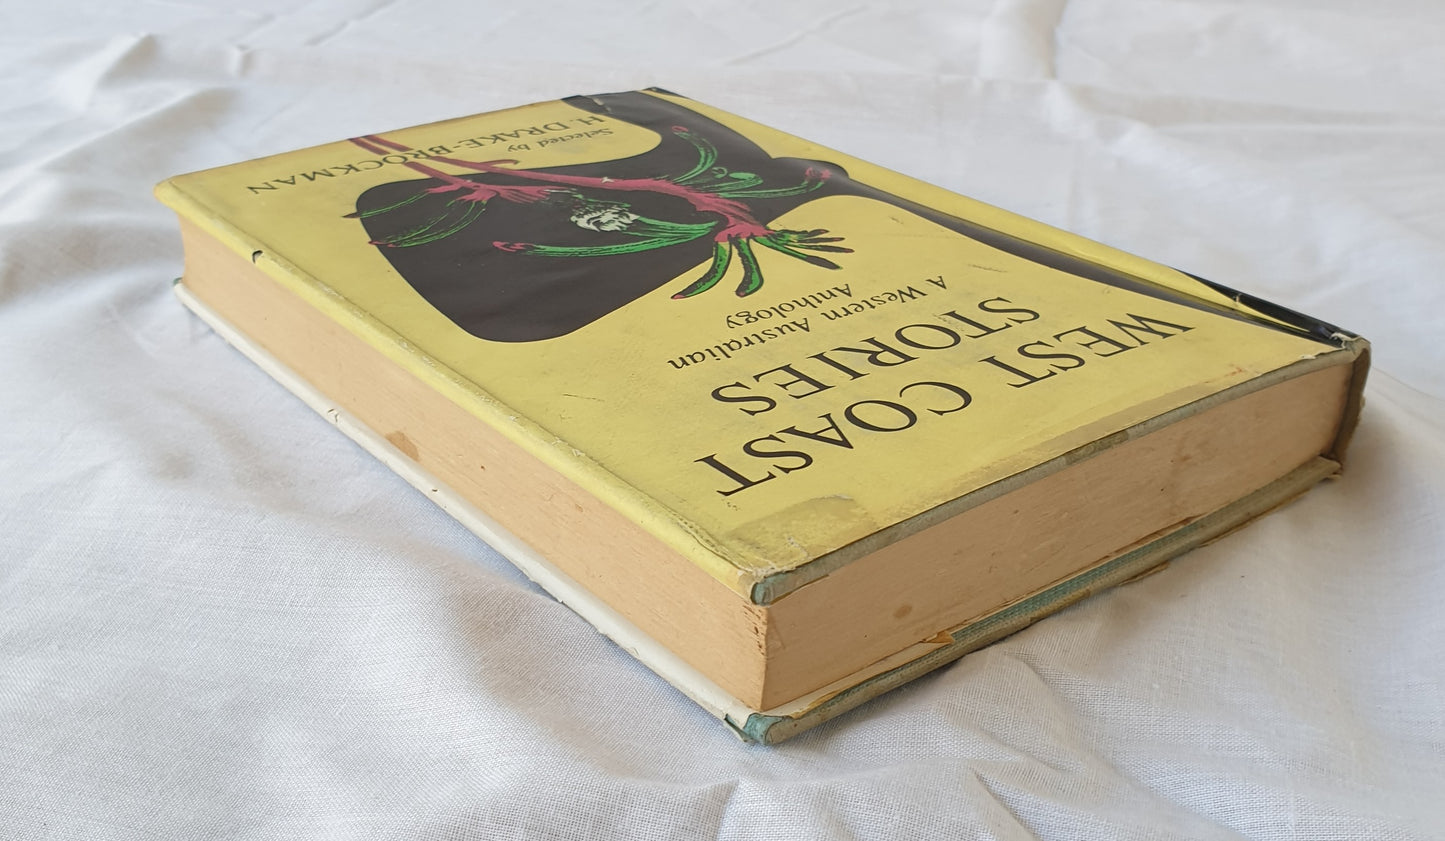 WEST COAST
STORIES
A Western Australian
Anthology
Selected by
H. DRAKE-BROCKMAN